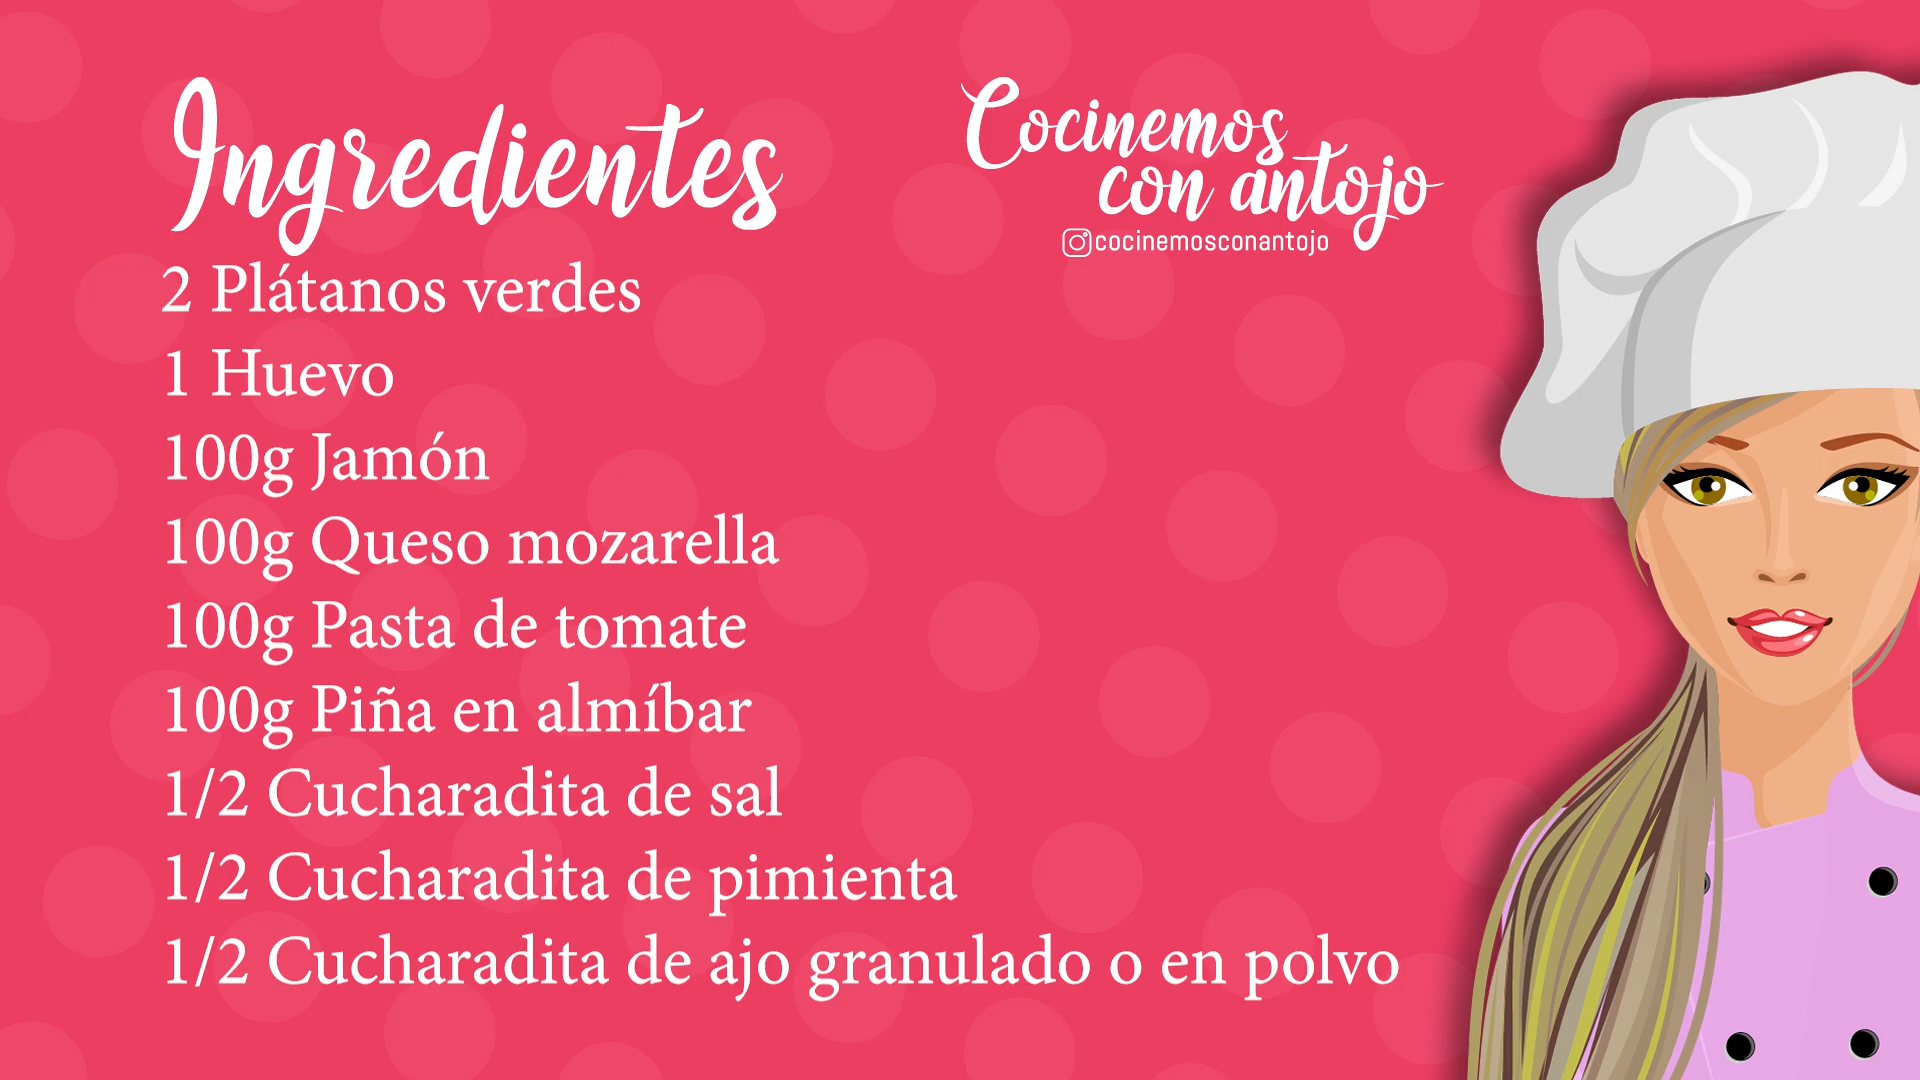 Ingredientes
Cocinemos
con antojo
cocinemosconantojo
2 Plátanos verdes
1 Huevo
100g Jamón
100g Queso mozarella
100g Pasta de tomate
100g Piña en almíbar
1/2 Cucharadita de sal
1/2 Cucharadita de pimienta
1/2 Cucharadita de ajo granulado o en polvo